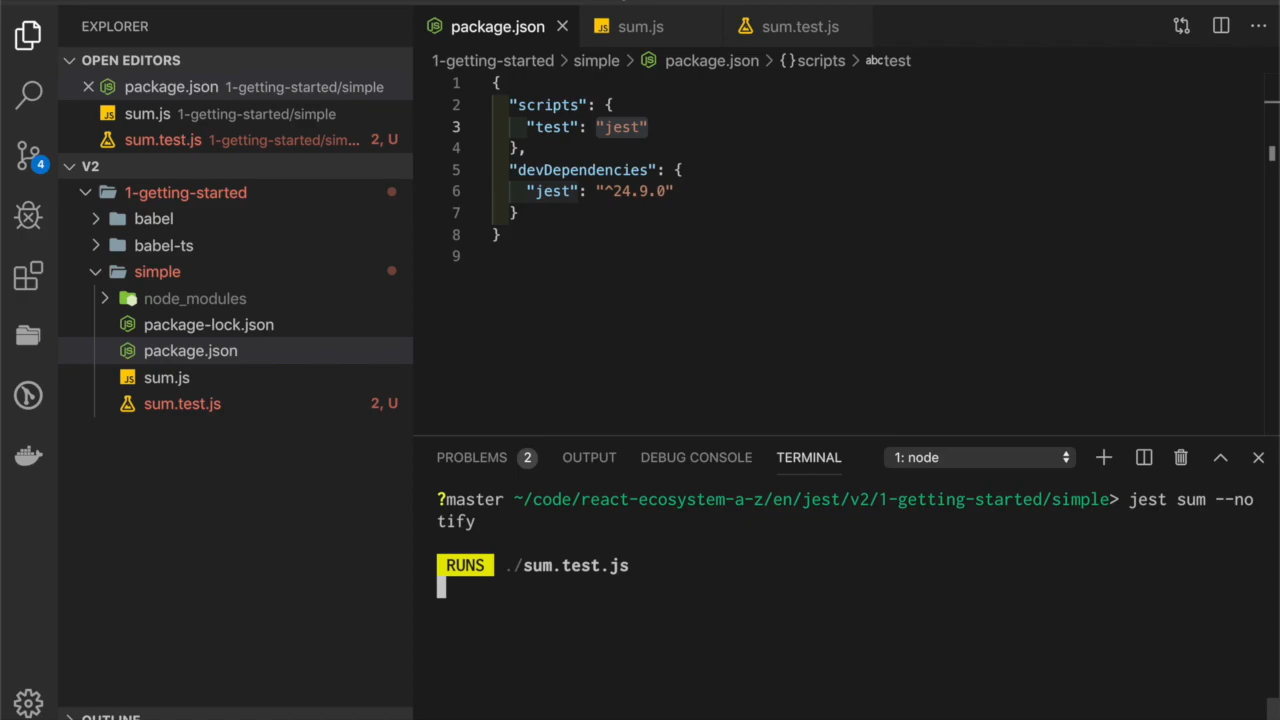 EXPLORER
OPEN EDITORS
package.json 1-getting-started/simple
JS sum.js 1-getting-started/simple
sum.test.js 1-getting-started/sim... 2, U
V2
1-getting-started
babel
babel-ts
simple
node_modules
package-lock.json
package.json
JS sum.js
sum.test.js 2, U
OUTLINE
4
package.json
JS sum.js
sum.test.js
1-getting-started > simple > package.json > {} scripts > abc test
1 {
2 "scripts": {
3 "test": "jest"
4 },
5 "devDependencies": {
6 "jest": "^24.9.0"
7 }
8 }
9
PROBLEMS 2 OUTPUT DEBUG CONSOLE TERMINAL 1: node
?master ~/code/react-ecosystem-a-z/en/jest/v2/1-getting-started/simple> jest sum --no
tify
RUNS ./sum.test.js